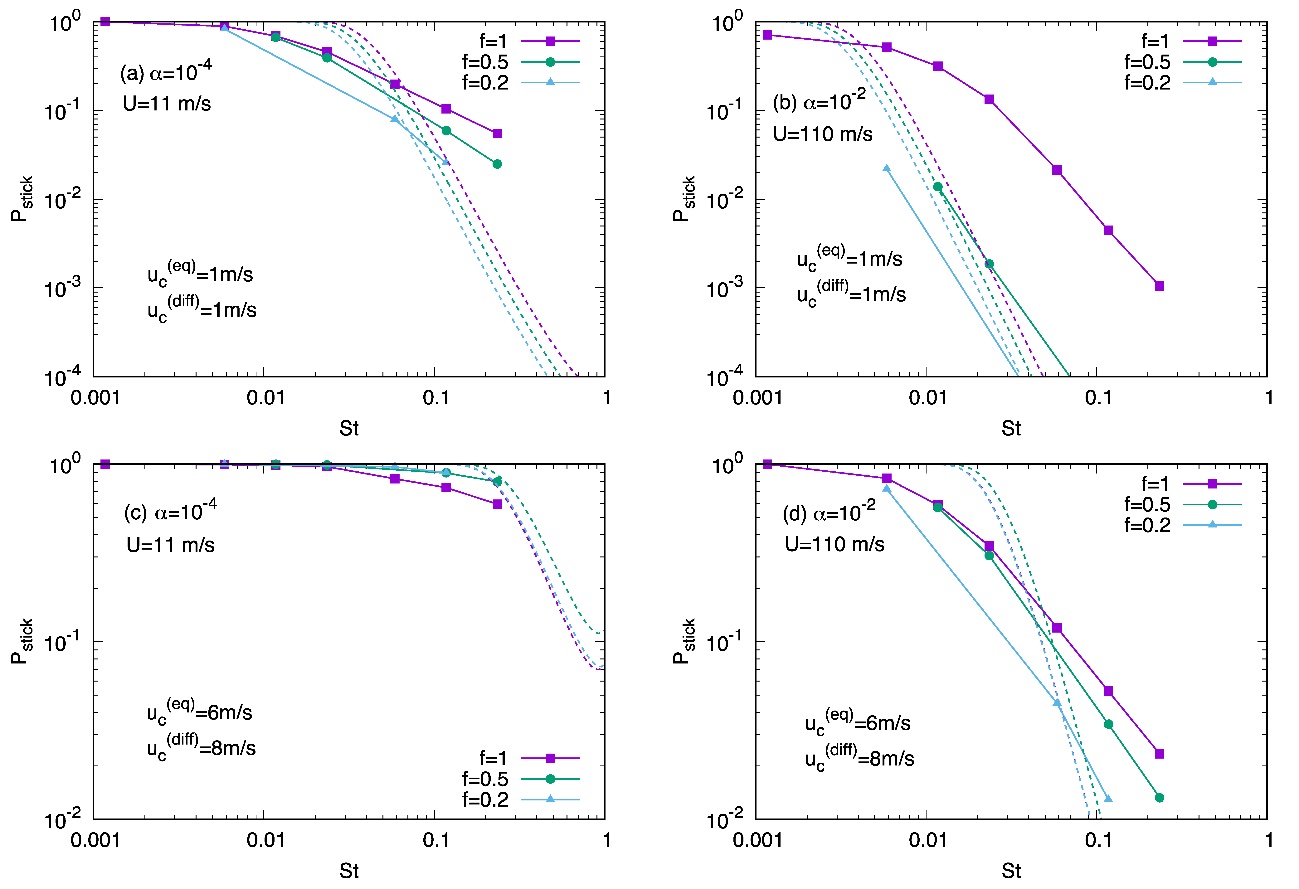 10^0
10^-1
10^-2
10^-3
10^-4
P_stick
(a) α=10^-4
U=11 m/s
f=1
f=0.5
f=0.2
u_c^(eq)=1m/s
u_c^(diff)=1m/s
0.001 0.01 0.1 1
St
10^0
10^-1
10^-2
10^-3
10^-4
P_stick
f=1
f=0.5
f=0.2
(b) α=10^-2
U=110 m/s
u_c^(eq)=1m/s
u_c^(diff)=1m/s
0.001 0.01 0.1 1
St
10^0
10^-1
10^-2
P_stick
(c) α=10^-4
U=11 m/s
u_c^(eq)=6m/s
u_c^(diff)=8m/s
f=1
f=0.5
f=0.2
0.001 0.01 0.1 1
St
10^0
10^-1
10^-2
P_stick
f=1
f=0.5
f=0.2
(d) α=10^-2
U=110 m/s
u_c^(eq)=6m/s
u_c^(diff)=8m/s
0.001 0.01 0.1 1
St